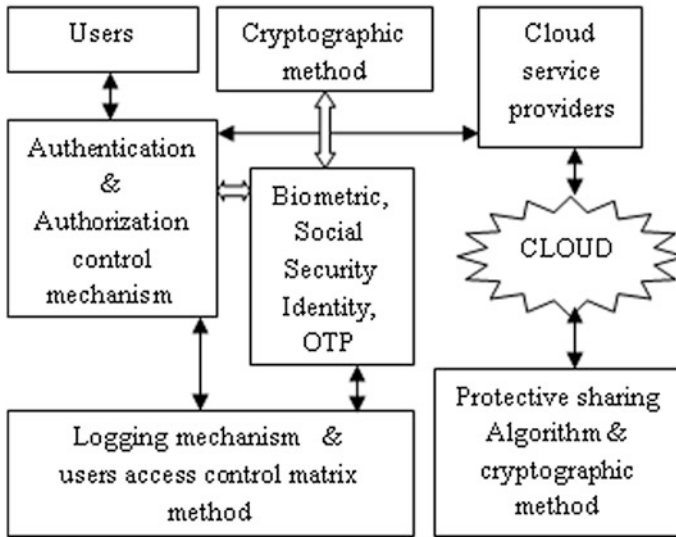 Users
Cryptographic
method
Cloud
service
providers
Authentication
&
Authorization
control
mechanism
Biometric,
Social
Security
Identity,
OTP
CLOUD
Logging mechanism &
users access control matrix
method
Protective sharing
Algorithm &
cryptographic
method